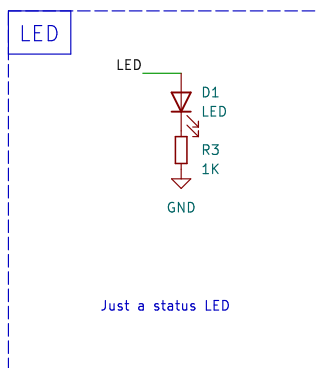 LED
LED
D1
LED
R3
1K
GND
Just a status LED